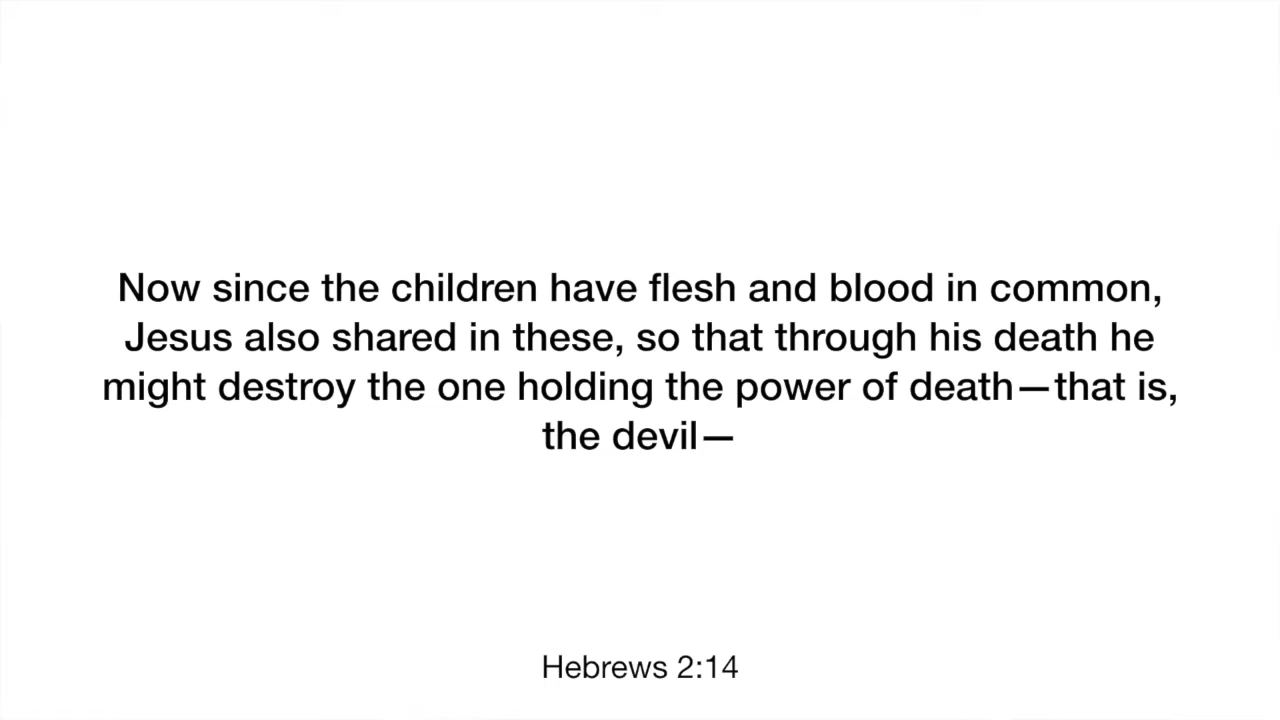 Now since the children have flesh and blood in common,
Jesus also shared in these, so that through his death he
might destroy the one holding the power of death—that is,
the devil—
Hebrews 2:14